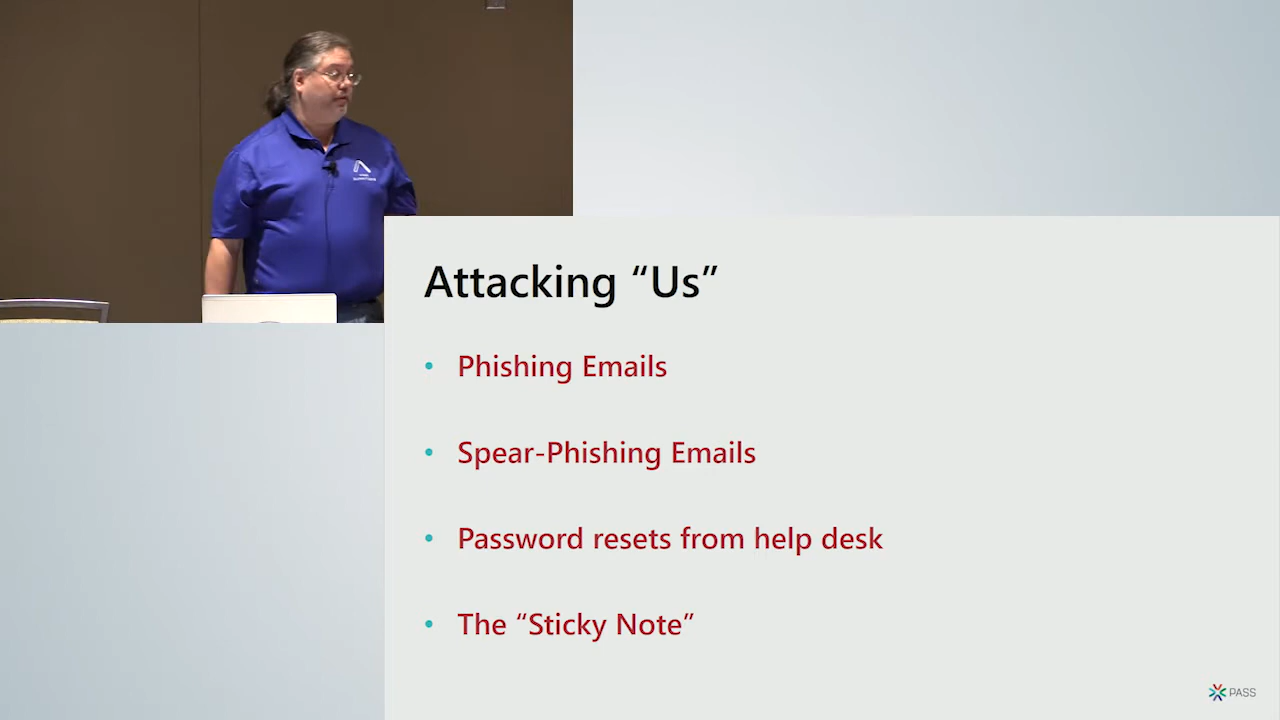 Attacking “Us”
• Phishing Emails
• Spear-Phishing Emails
• Password resets from help desk
• The “Sticky Note”
PASS